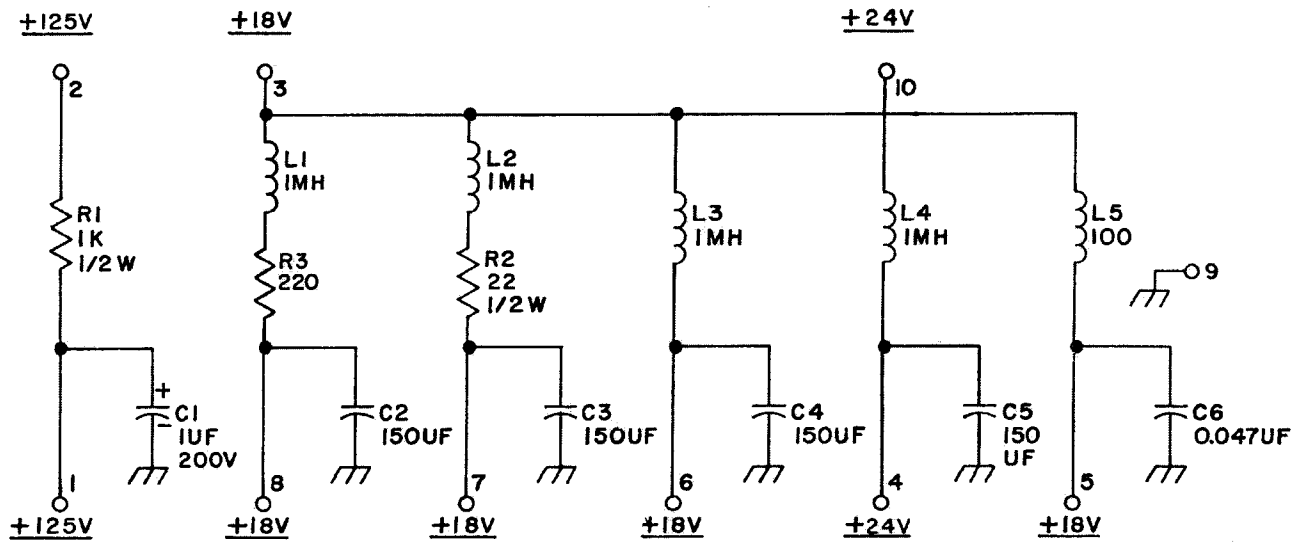 +125V
+18V
+24V
2
3
10
L1
1MH
L2
1MH
R1
1K
1/2W
L3
1MH
L4
1MH
L5
100
R3
220
R2
22
1/2W
9
+
C1
-
1UF
200V
C2
150UF
C3
150UF
C4
150UF
C5
150
UF
C6
0.047UF
1
8
7
6
4
5
+125V
+18V
+18V
+18V
+24V
+18V